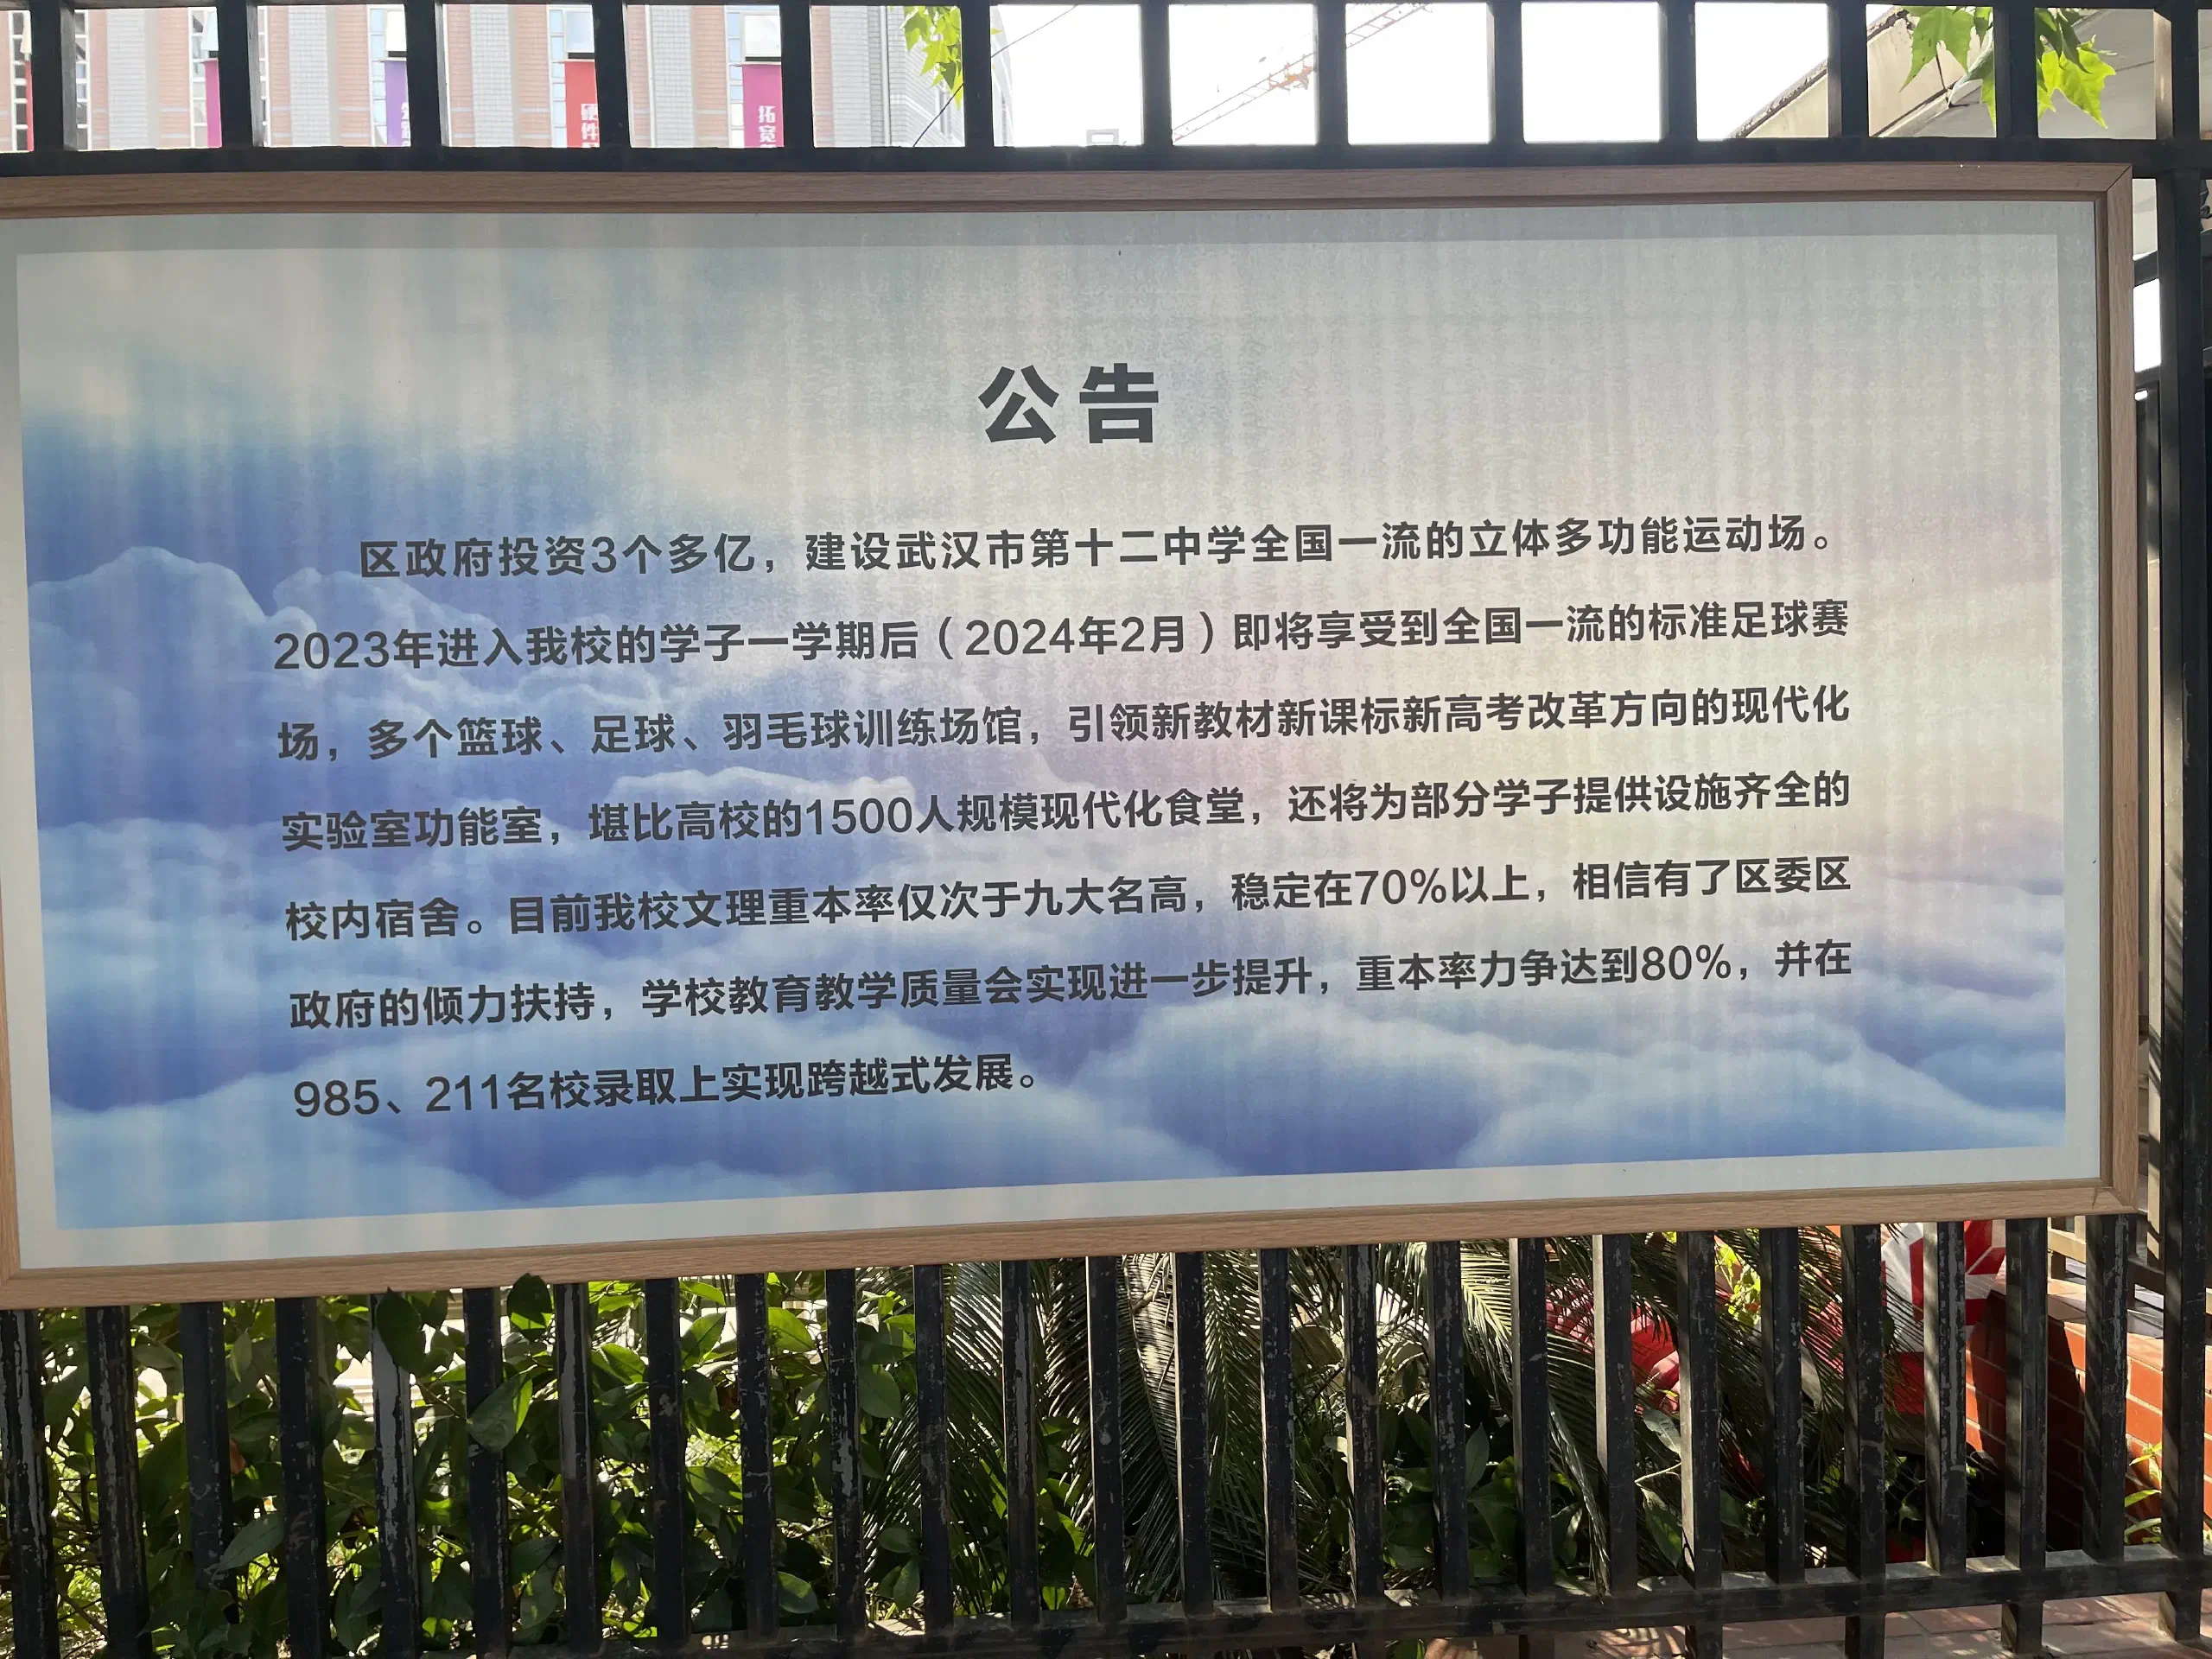 硬件
拓宽
公告
区政府投资3个多亿，建设武汉市第十二中学全国一流的立体多功能运动场。
2023年进入我校的学子一学期后（2024年2月）即将享受到全国一流的标准足球赛
场，多个篮球、足球、羽毛球训练场馆，引领新教材新课标新高考改革方向的现代化
实验室功能室，堪比高校的1500人规模现代化食堂，还将为部分学子提供设施齐全的
校内宿舍。目前我校文理重本率仅次于九大名高，稳定在70%以上，相信有了区委区
政府的倾力扶持，学校教育教学质量会实现进一步提升，重本率力争达到80%，并在
985、211名校录取上实现跨越式发展。